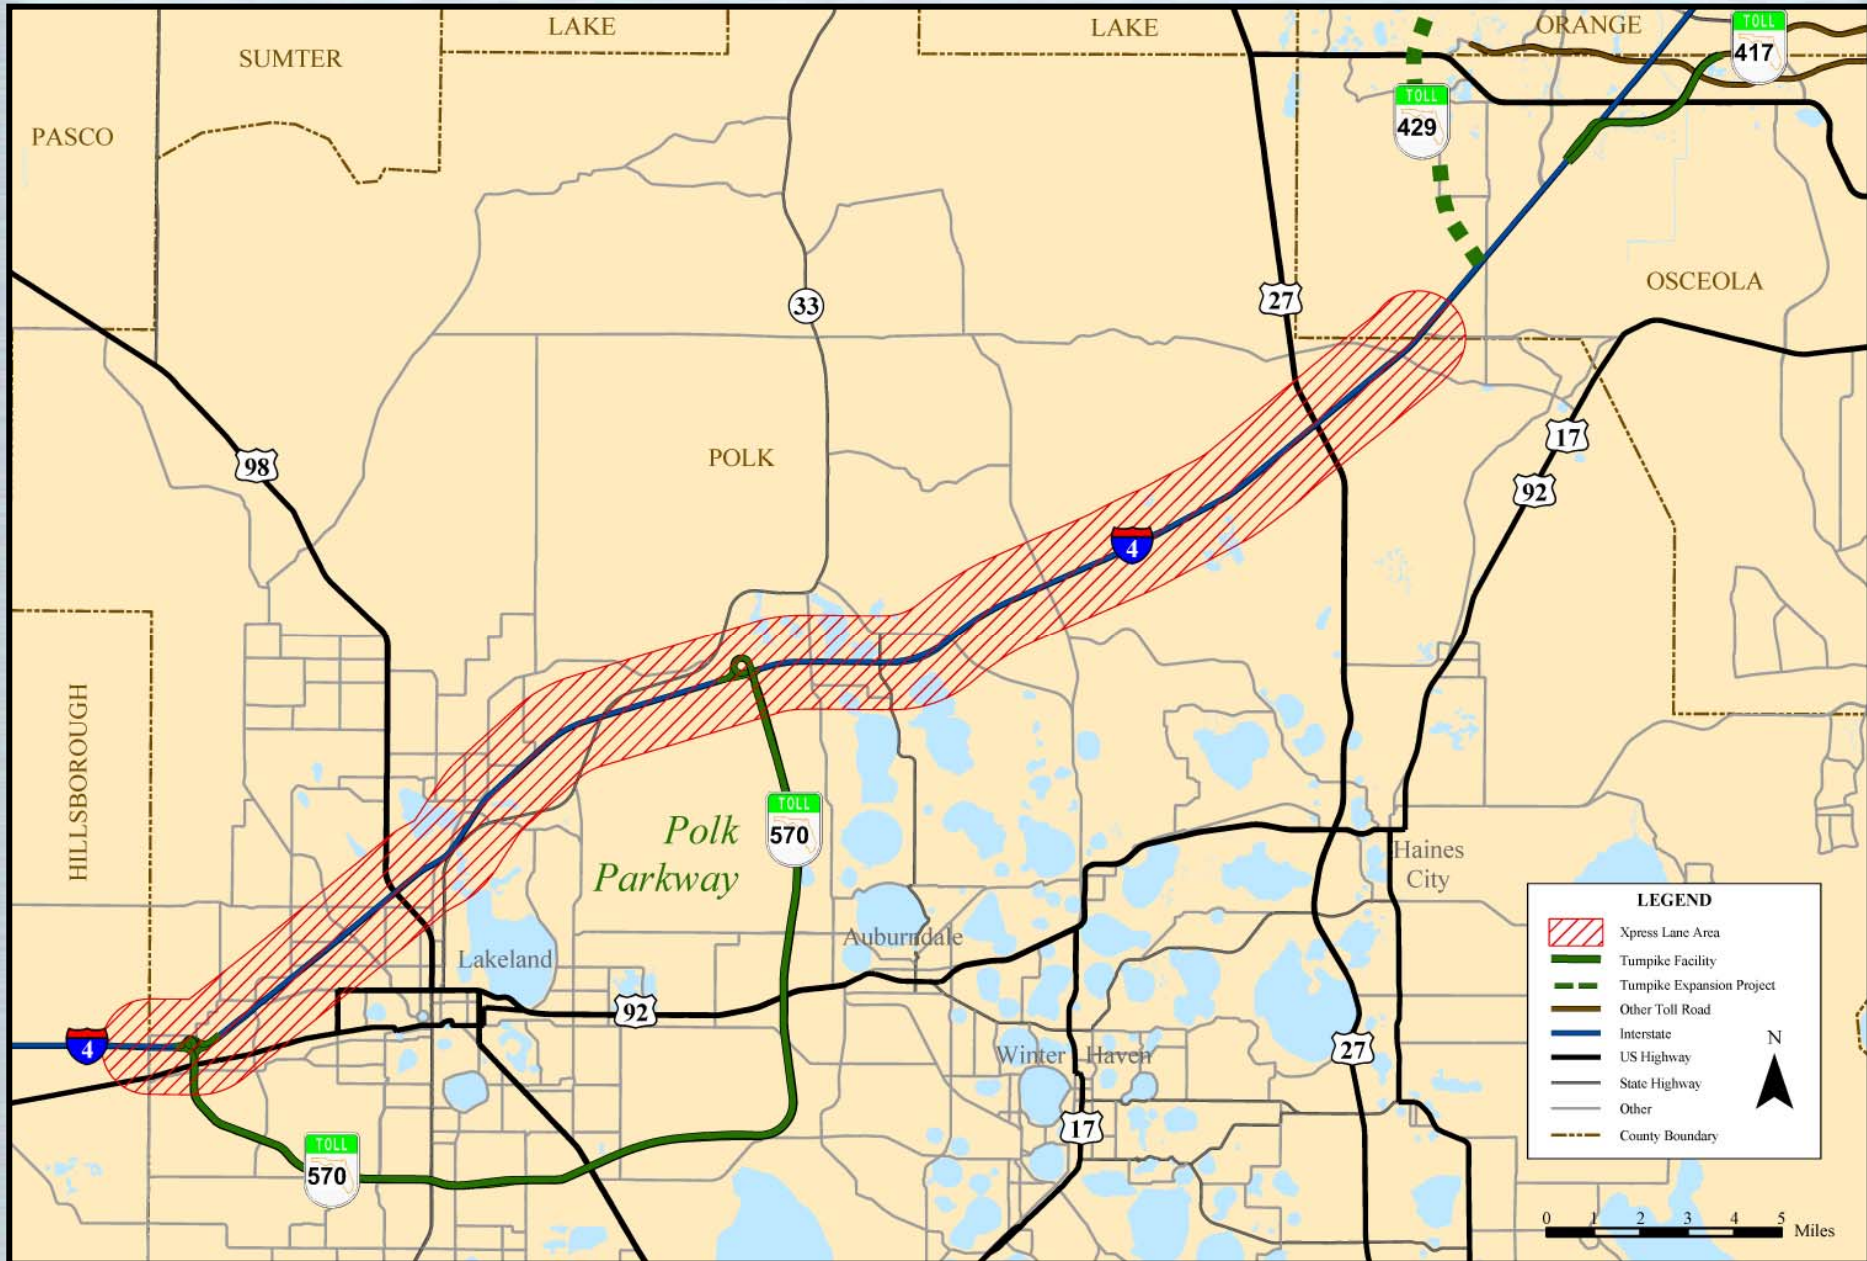 LAKE
LAKE
ORANGE
TOLL
417
SUMTER
PASCO
TOLL
429
OSCEOLA
27
33
17
98
POLK
92
4
HILLSBOROUGH
TOLL
570
Polk
Parkway
Haines
City
Auburndale
Lakeland
92
4
Winter Haven
27
17
TOLL
570
LEGEND
Xpress Lane Area
Turnpike Facility
Turnpike Expansion Project
Other Toll Road
Interstate
US Highway
State Highway
Other
County Boundary
N
0 1 2 3 4 5 Miles